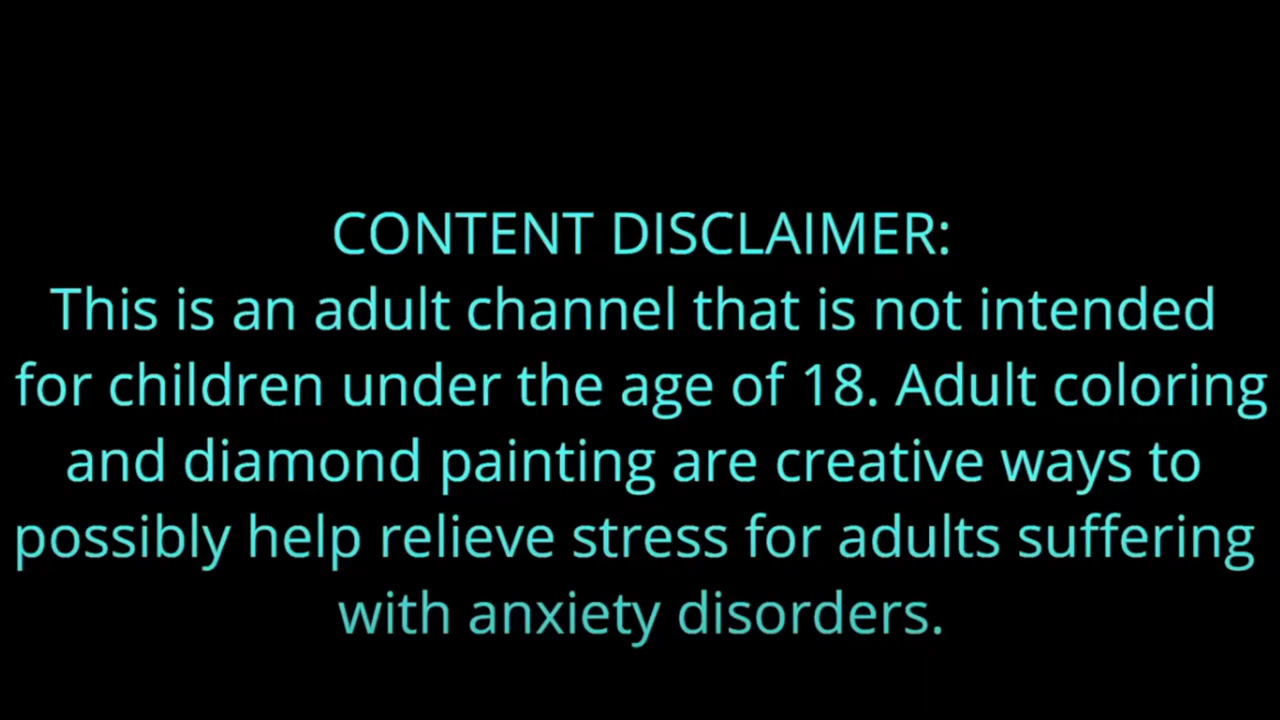 CONTENT DISCLAIMER:
This is an adult channel that is not intended
for children under the age of 18. Adult coloring
and diamond painting are creative ways to
possibly help relieve stress for adults suffering
with anxiety disorders.